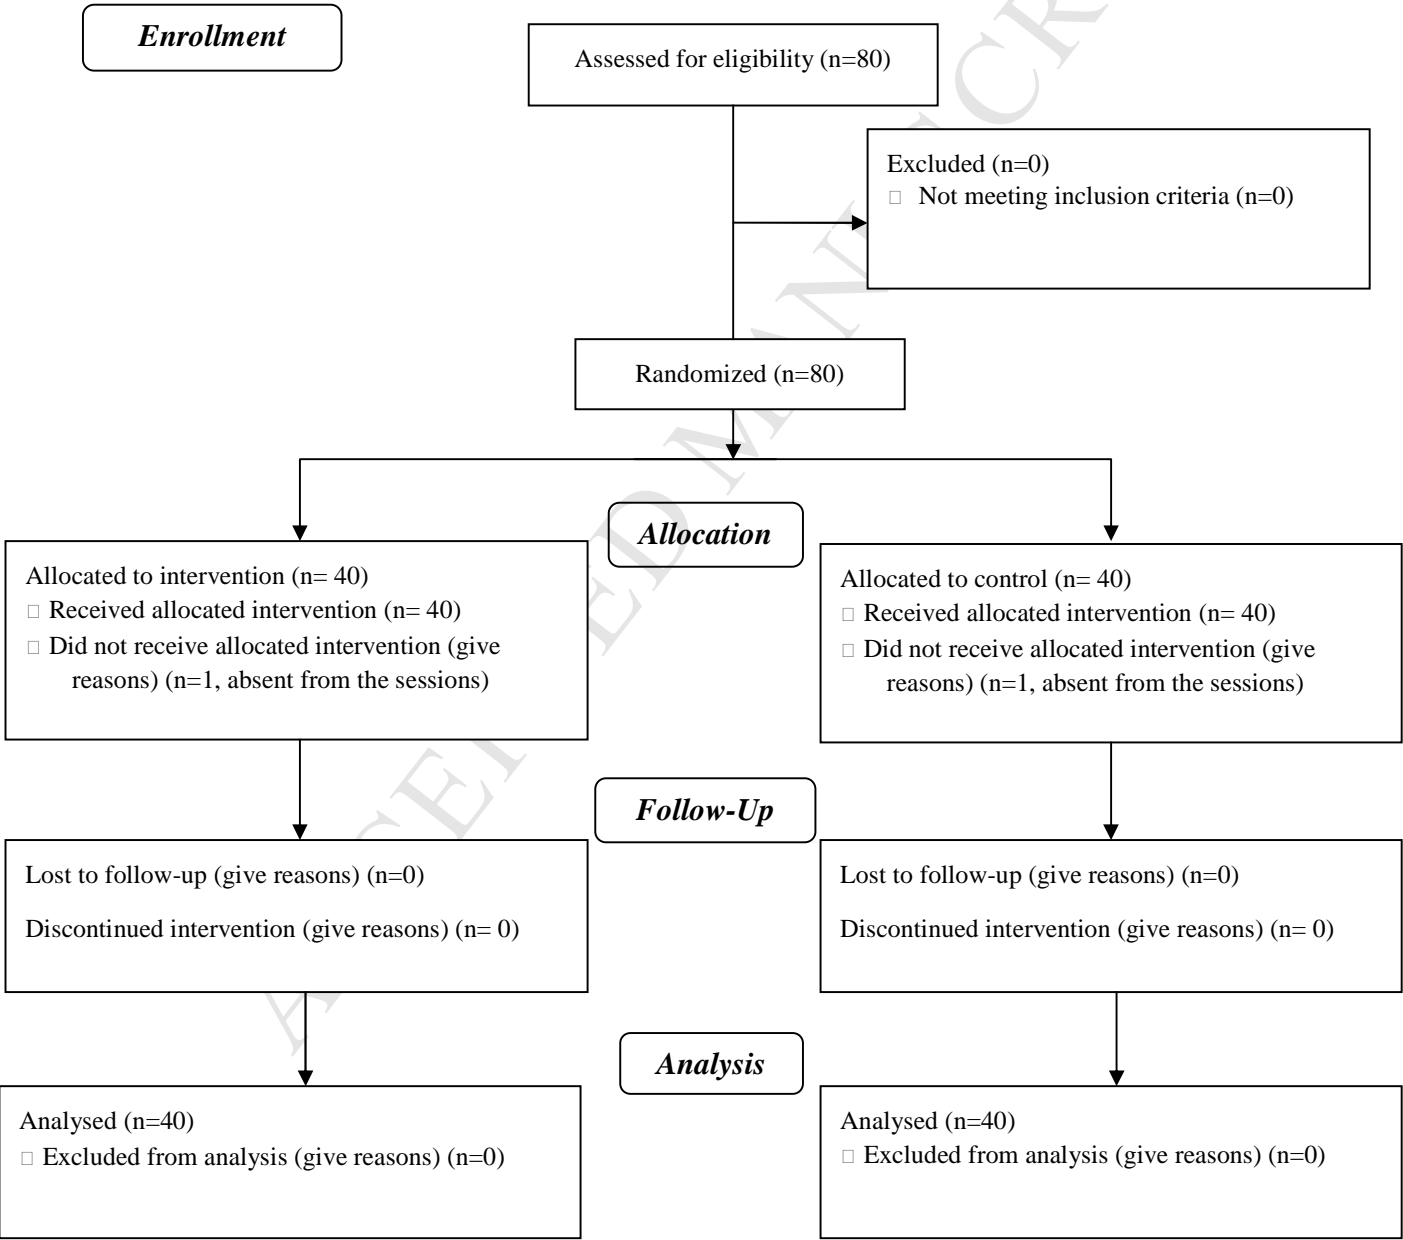 Enrollment
Assessed for eligibility (n=80)
Excluded (n=0)
Not meeting inclusion criteria (n=0)
Randomized (n=80)
Allocation
Allocated to intervention (n= 40)
Received allocated intervention (n= 40)
Did not receive allocated intervention (give
reasons) (n=1, absent from the sessions)
Allocated to control (n= 40)
Received allocated intervention (n= 40)
Did not receive allocated intervention (give
reasons) (n=1, absent from the sessions)
Follow-Up
Lost to follow-up (give reasons) (n=0)
Discontinued intervention (give reasons) (n= 0)
Lost to follow-up (give reasons) (n=0)
Discontinued intervention (give reasons) (n= 0)
Analysis
Analysed (n=40)
Excluded from analysis (give reasons) (n=0)
Analysed (n=40)
Excluded from analysis (give reasons) (n=0)